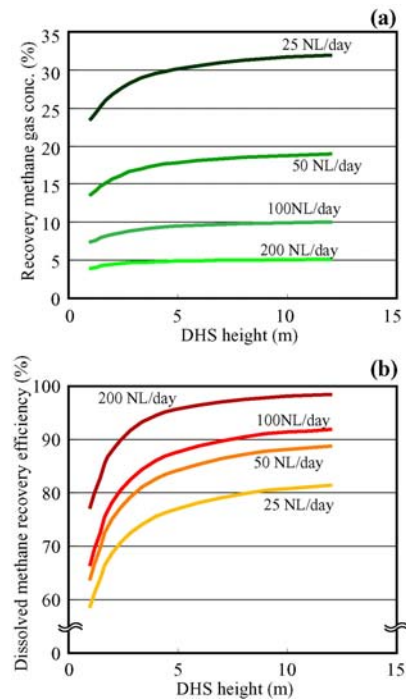 (a)
35
30
25
20
15
10
5
0
Recovery methane gas conc. (%)
25 NL/day
50 NL/day
100NL/day
200 NL/day
0 5 10 15
DHS height (m)
(b)
100
90
80
70
60
0
Dissolved methane recovery efficiency (%)
200 NL/day
100NL/day
50 NL/day
25 NL/day
0 5 10 15
DHS height (m)